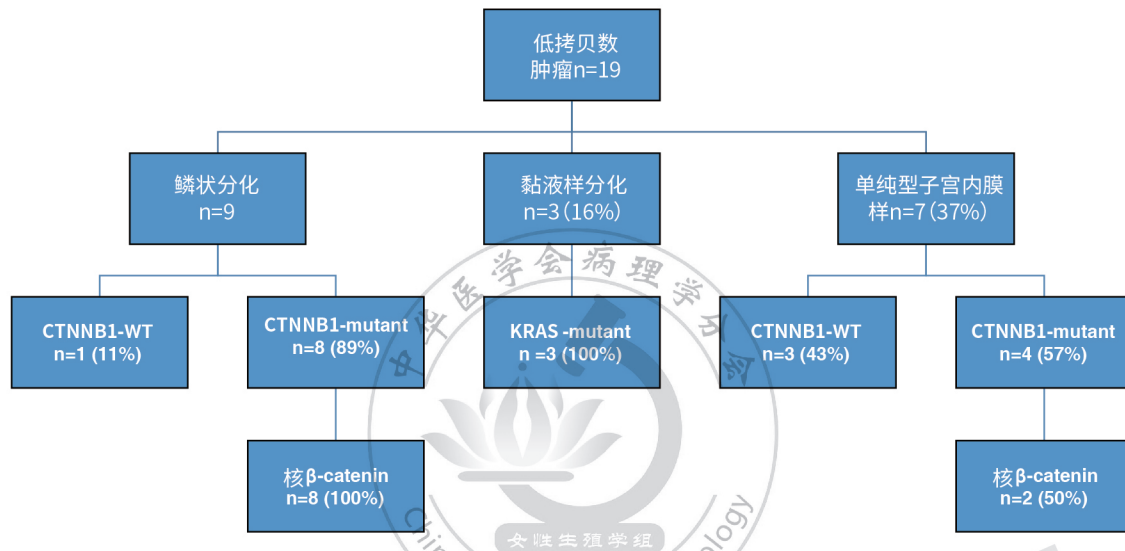 低拷贝数
肿瘤n=19
鳞状分化
n=9
黏液样分化
n=3(16%)
单纯型子宫内膜
样n=7(37%)
CTNNB1-WT
n=1 (11%)
CTNNB1-mutant
n=8 (89%)
KRAS -mutant
n =3 (100%)
CTNNB1-WT
n=3 (43%)
CTNNB1-mutant
n=4 (57%)
核β-catenin
n=8 (100%)
核β-catenin
n=2 (50%)
中华医学会病理学分会
女性生殖学组